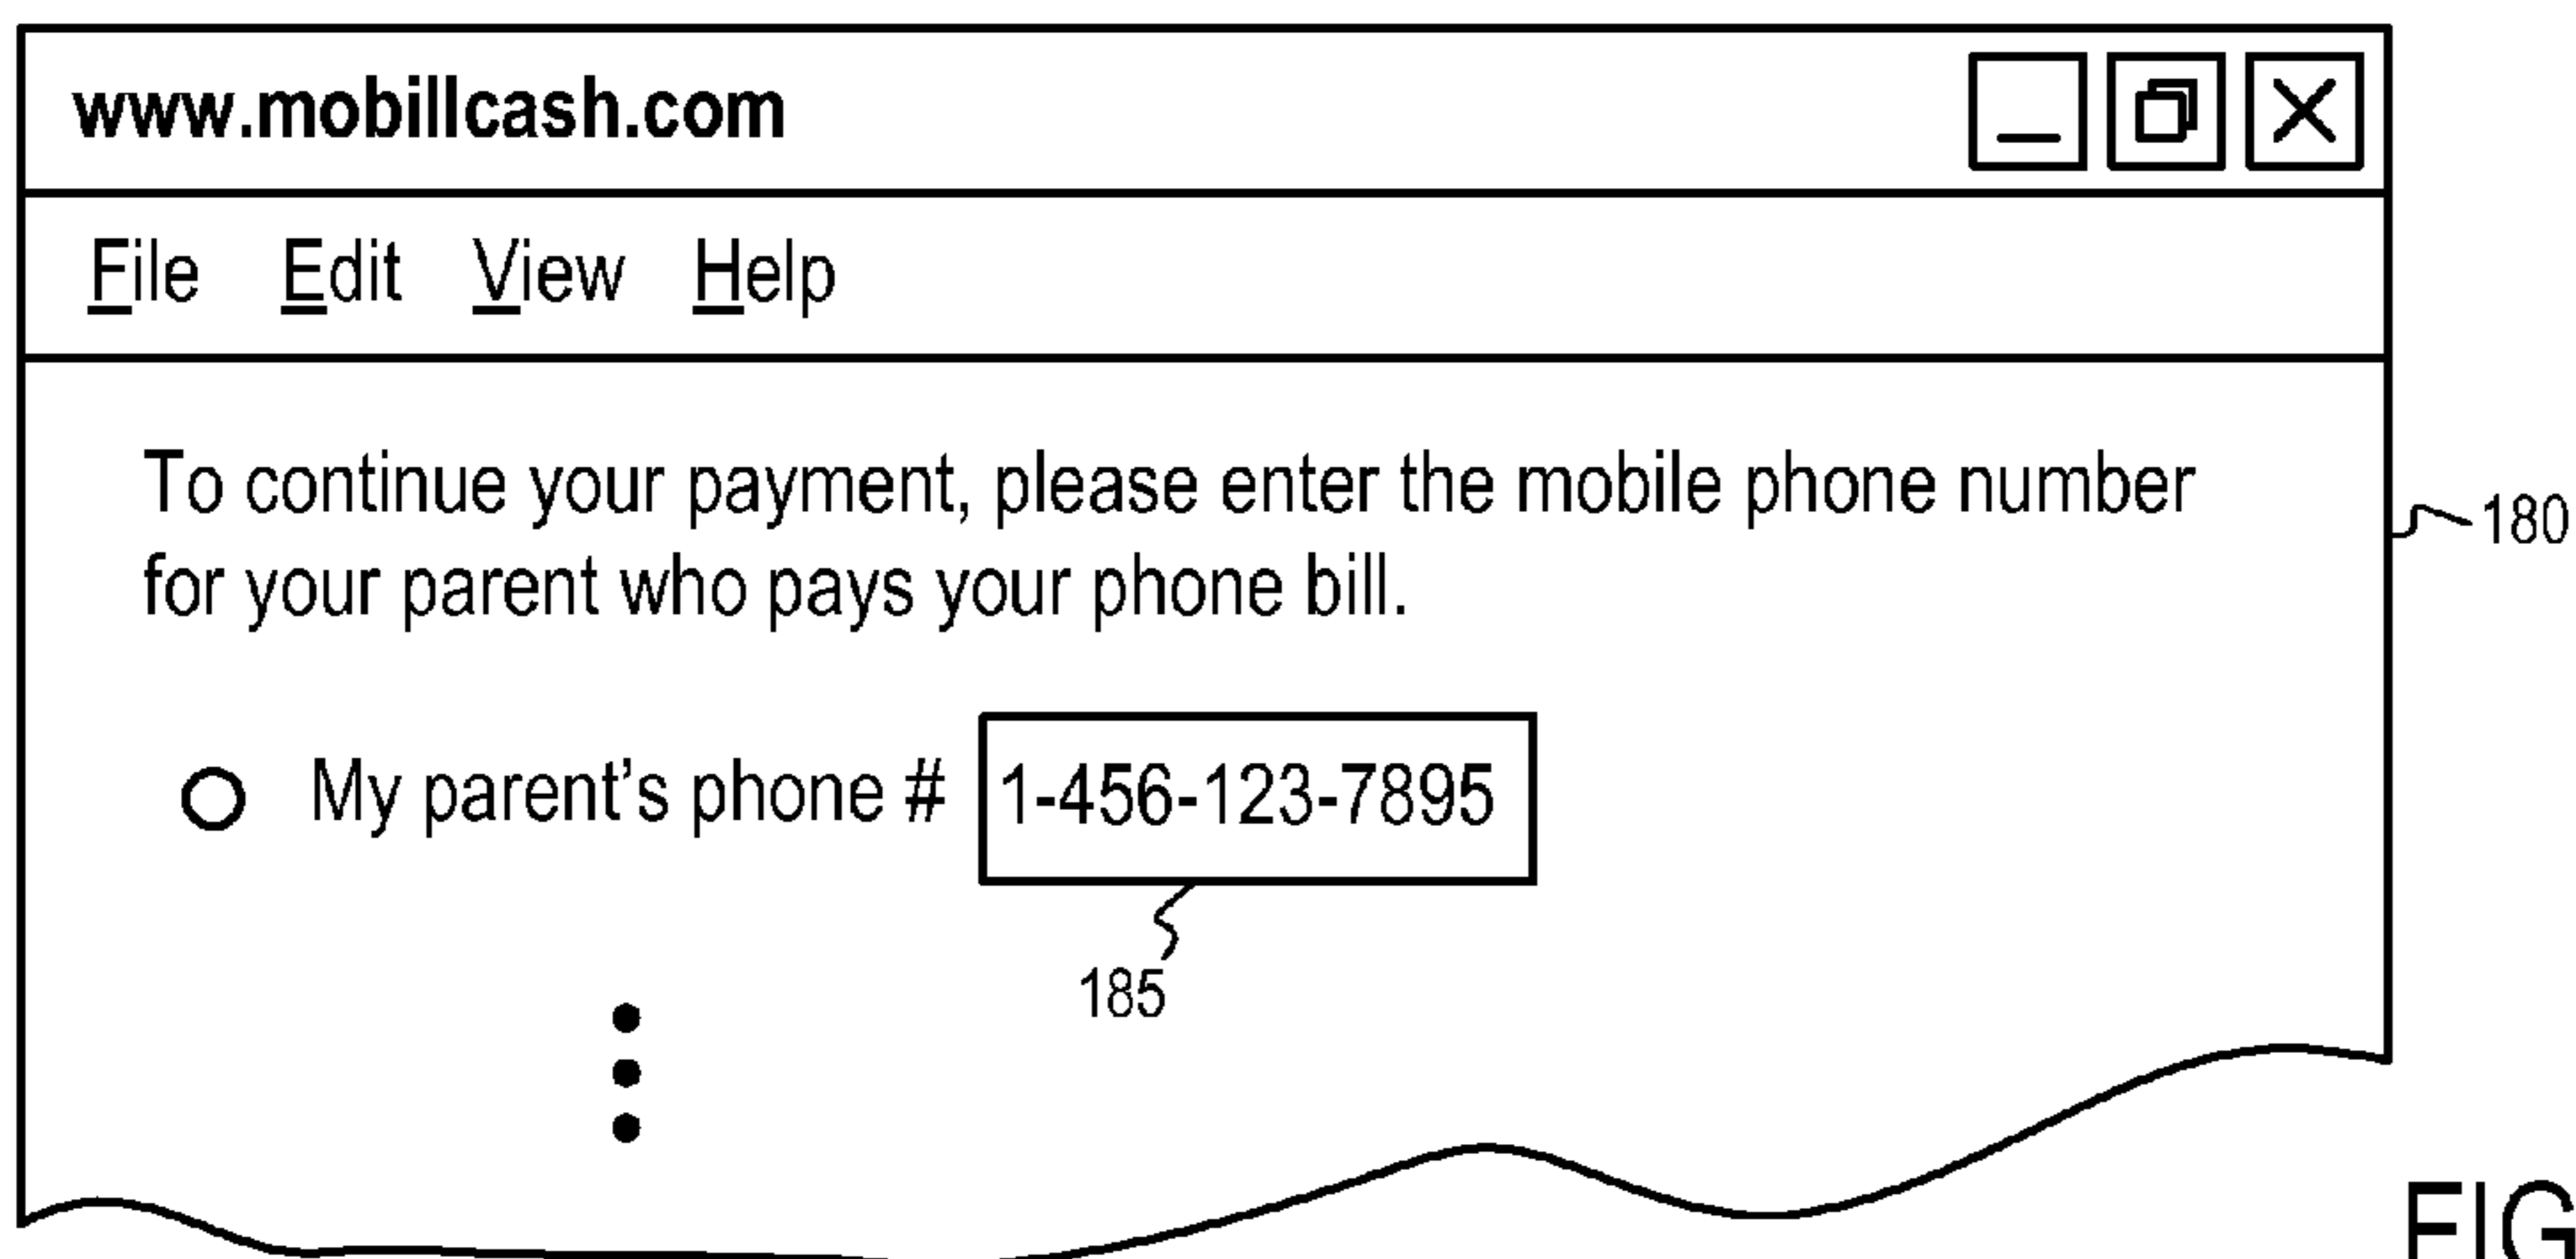 www.mobillcash.com
File Edit View Help
To continue your payment, please enter the mobile phone number
for your parent who pays your phone bill.
180
My parent’s phone # 1-456-123-7895
185
FIG